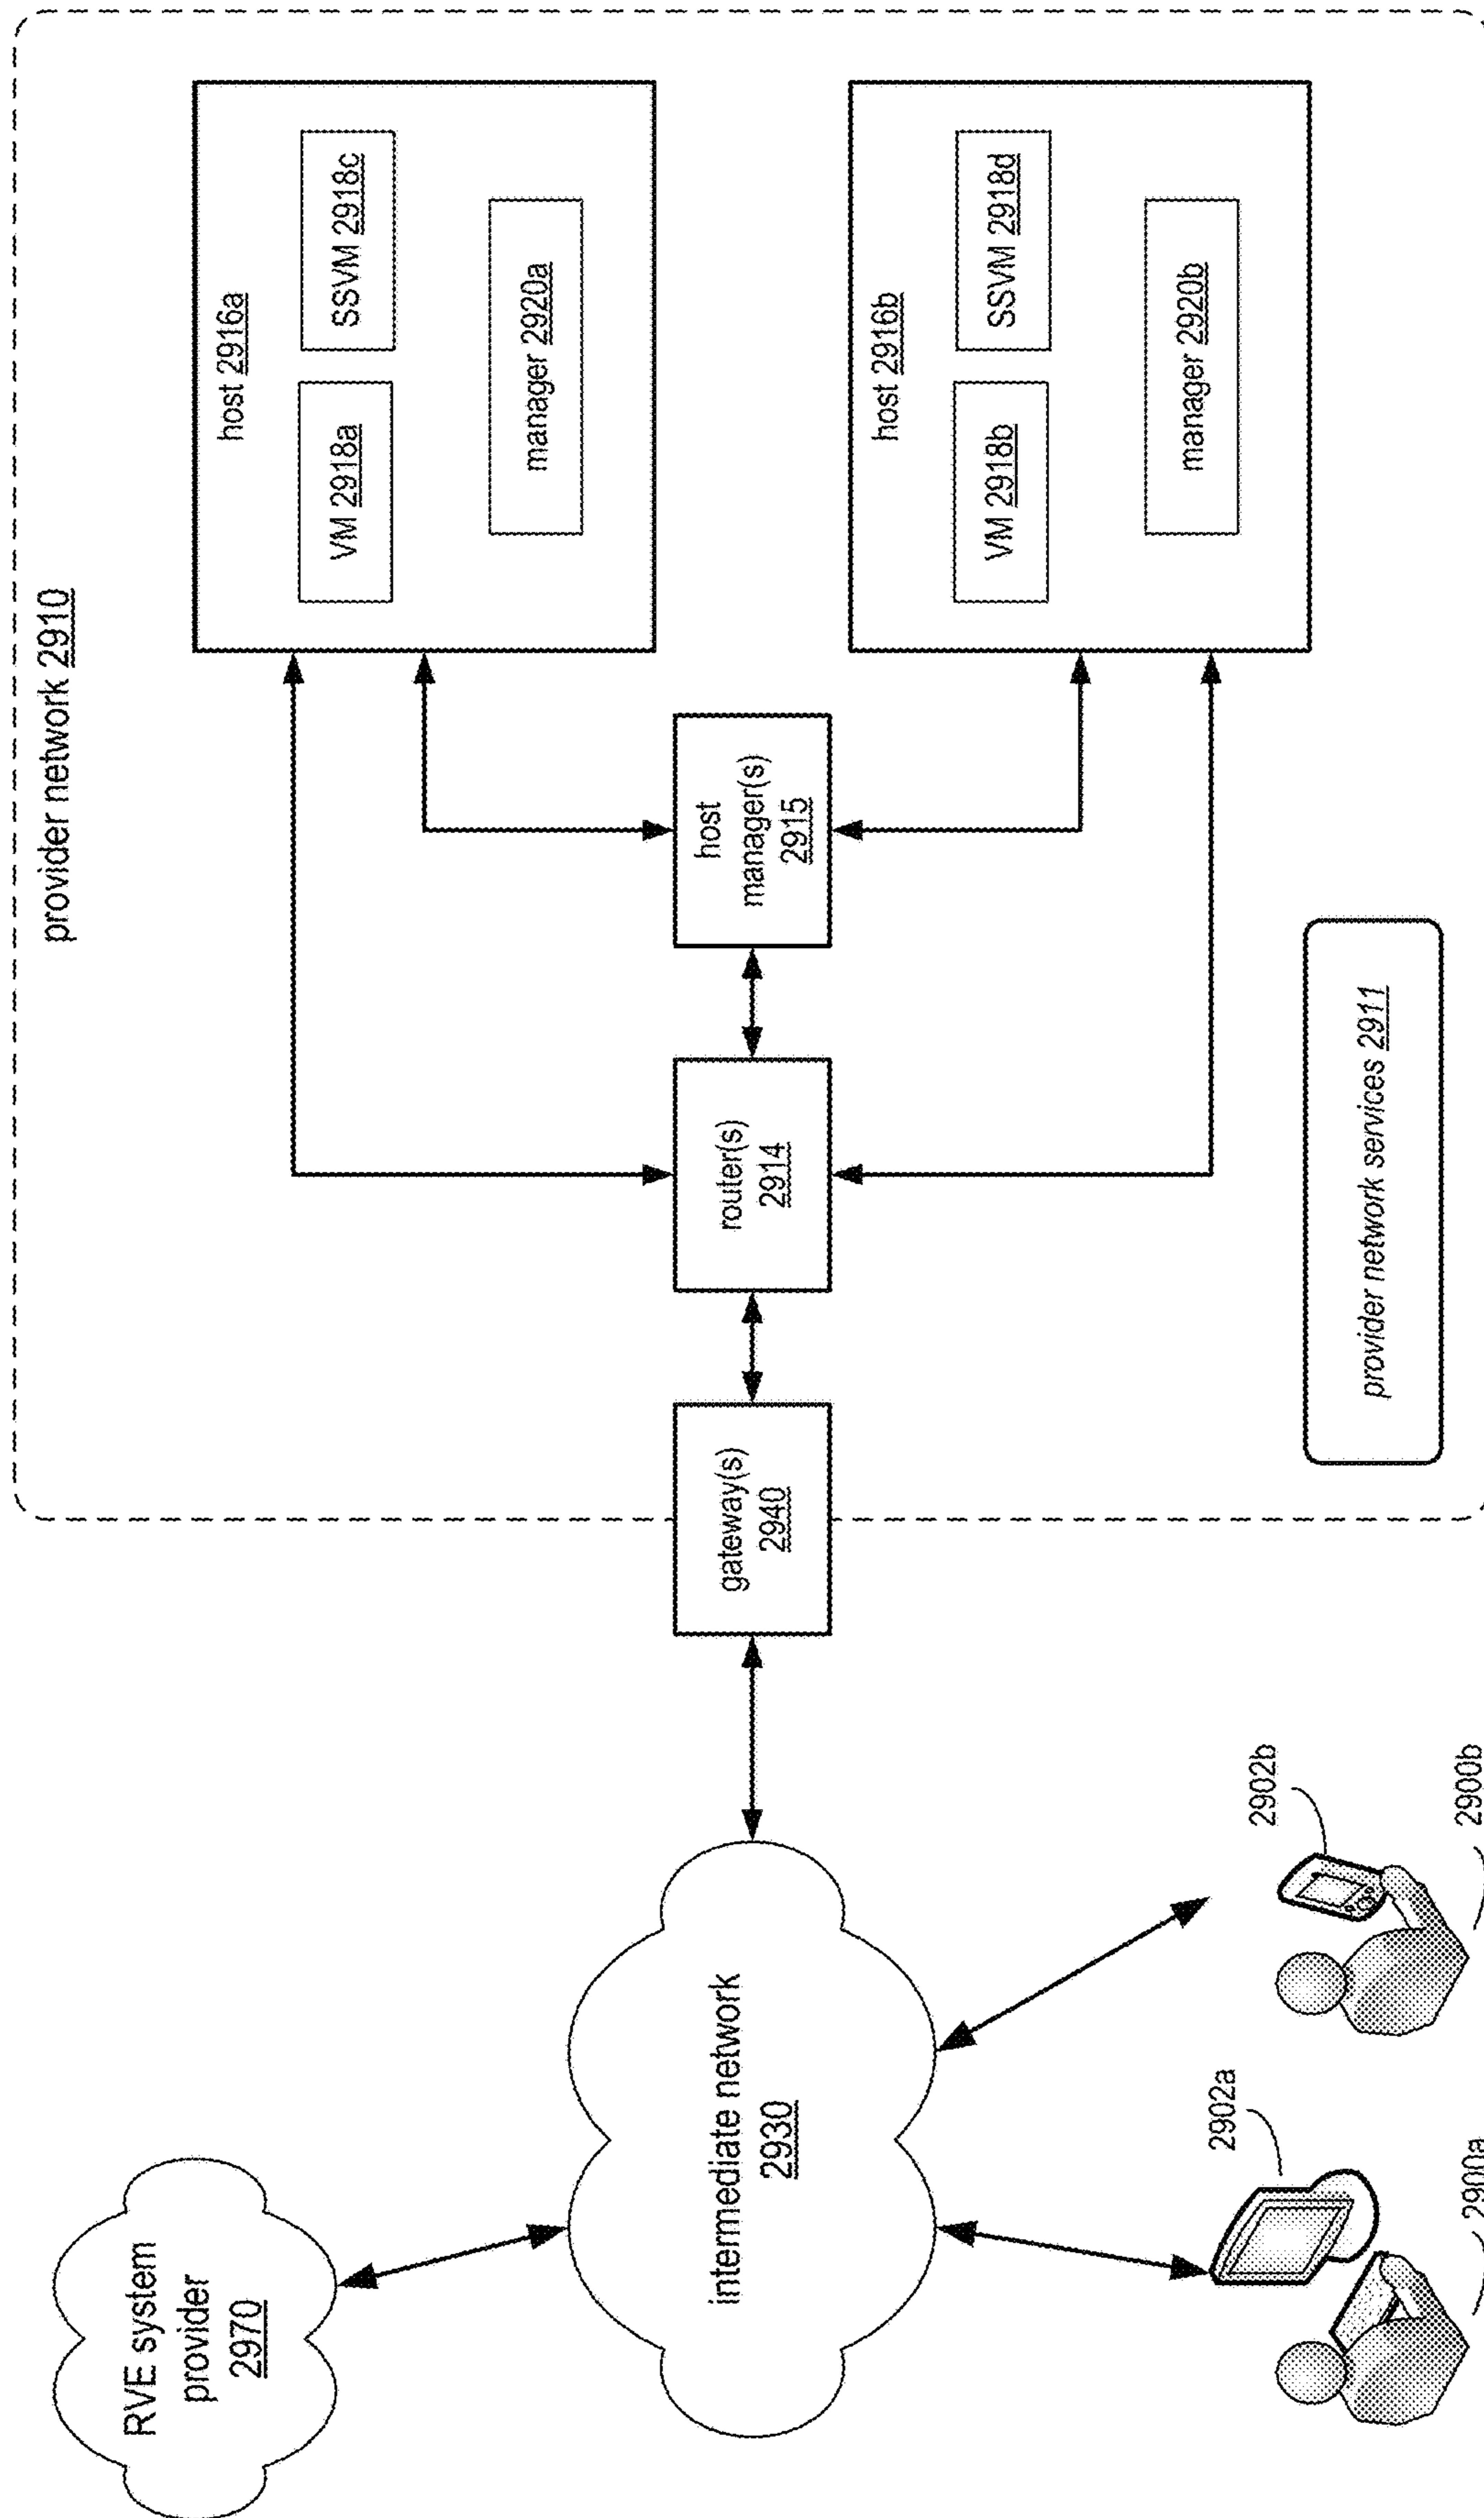 provider network 2910
host 2916a
VM 2918a
SSVM 2918c
manager 2920a
host 2916b
VM 2918b
SSVM 2918d
manager 2920b
host
manager(s)
2915
router(s)
2914
gateway(s)
2940
provider network services 2911
RVE system
provider
2970
intermediate network
2930
2902a
2900a
2902b
2900b